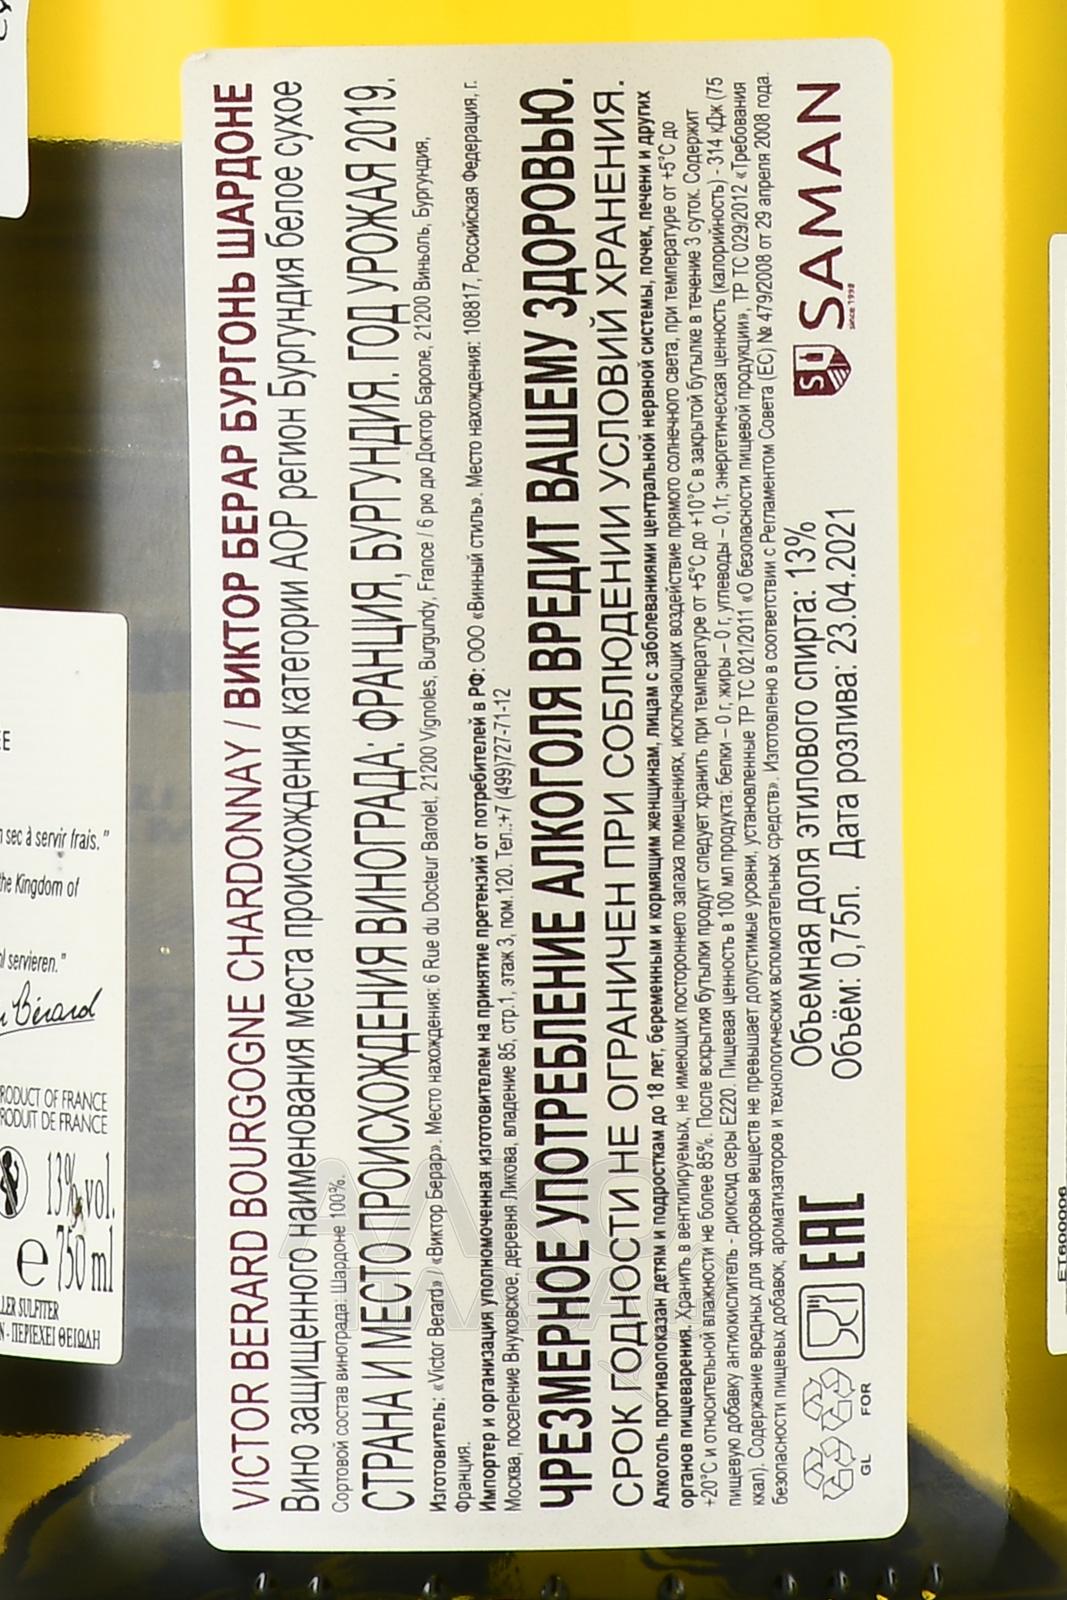 VICTOR BERARD BOURGOGNE CHARDONNAY / ВИКТОР БЕРАР БУРГОНЬ ШАРДОНЕ
Вино защищенного наименования места происхождения категории АОР регион Бургундия белое сухое
Сортовой состав винограда: Шардоне 100%.
СТРАНА И МЕСТО ПРОИСХОЖДЕНИЯ ВИНОГРАДА: ФРАНЦИЯ, БУРГУНДИЯ. ГОД УРОЖАЯ 2019.
Изготовитель: «Victor Berard» / «Виктор Берар». Место нахождения: 6 Rue du Docteur Barolet, 21200 Vignoles, Burgundy, France / 6 рю дю Доктор Бароле, 21200 Виньоль, Бургундия,
Франция.
Импортер и организация уполномоченная изготовителем на принятие претензий от потребителей в РФ: ООО «Винный стиль». Место нахождения: 108817, Российская Федерация, г.
Москва, поселение Внуковское, деревня Ликова, владение 85, стр.1, этаж 3, пом.120. Тел.:+7 (499)727-71-12
ЧРЕЗМЕРНОЕ УПОТРЕБЛЕНИЕ АЛКОГОЛЯ ВРЕДИТ ВАШЕМУ ЗДОРОВЬЮ.
СРОК ГОДНОСТИ НЕ ОГРАНИЧЕН ПРИ СОБЛЮДЕНИИ УСЛОВИЙ ХРАНЕНИЯ.
Алкоголь противопоказан детям и подросткам до 18 лет, беременным и кормящим женщинам, лицам с заболеваниями центральной нервной системы, почек, печени и других
органов пищеварения. Хранить в вентилируемых, не имеющих постороннего запаха помещениях, исключающих воздействие прямого солнечного света, при температуре от +5°С до
+20°С и относительной влажности не более 85%. После вскрытия бутылки продукт следует хранить при температуре от +5°С до +10°С в закрытой бутылке в течение 3 суток. Содержит
пищевую добавку антиокислитель - диоксид серы Е220. Пищевая ценность в 100 мл продукта: белки – 0 г, жиры – 0 г, углеводы – 0,1г, энергетическая ценность (калорийность) - 314 кДж (75
ккал). Содержание вредных для здоровья веществ не превышает допустимые уровни, установленные ТР ТС 021/2011 «О безопасности пищевой продукции», ТР ТС 029/2012 «Требования
безопасности пищевых добавок, ароматизаторов и технологических вспомогательных средств». Изготовлено в соответствии с Регламентом Совета (ЕС) № 479/2008 от 29 апреля 2008 года.
Объемная доля этилового спирта: 13%
Объём: 0,75л. Дата розлива: 23.04.2021
GL FOR
EAC
SAMAN
since 1998
sec à servir frais."
the Kingdom of
servieren."
Bérard
PRODUCT OF FRANCE
PRODUIT DE FRANCE
13% vol.
e 750 ml
SULFITER
ΠΕΡΙΕΧΕΙ ΘΕΙΩΔΗ